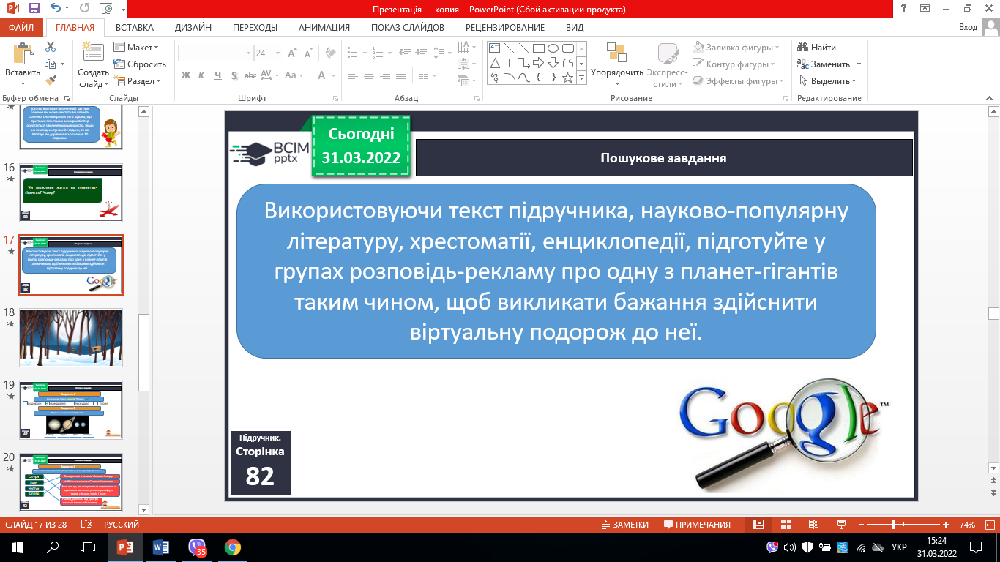 Презентація — копия - PowerPoint (Сбой активации продукта)
ФАЙЛ ГЛАВНАЯ ВСТАВКА ДИЗАЙН ПЕРЕХОДЫ АНИМАЦИЯ ПОКАЗ СЛАЙДОВ РЕЦЕНЗИРОВАНИЕ ВИД Вход
Вставить
Буфер обмена
Создать слайд
Макет
Сбросить
Раздел
Слайды
24
Ж К Ч S abc AV Aa А
Шрифт
Абзац
Упорядочить
Экспресс-стили
Заливка фигуры
Контур фигуры
Эффекты фигуры
Рисование
Найти
Заменить
Выделить
Редактирование
16
Чи можливе життя на планетах-
гігантах? Чому?
82
17
Використовуючи текст підручника, науково-популярну
літературу, хрестоматії, енциклопедії, підготуйте у
групах розповідь-рекламу про одну з планет-гігантів
таким чином, щоб викликати бажання здійснити
віртуальну подорож до неї.
Google
82
18
19
42
20
Сатурн
Уран
Нептун
Юпітер
42
Сьогодні
31.03.2022
ВСІМ
pptx
Пошукове завдання
Використовуючи текст підручника, науково-популярну
літературу, хрестоматії, енциклопедії, підготуйте у
групах розповідь-рекламу про одну з планет-гігантів
таким чином, щоб викликати бажання здійснити
віртуальну подорож до неї.
Google™
Підручник.
Сторінка
82
СЛАЙД 17 ИЗ 28 РУССКИЙ ЗАМЕТКИ ПРИМЕЧАНИЯ 74%
35
УКР
15:24
31.03.2022